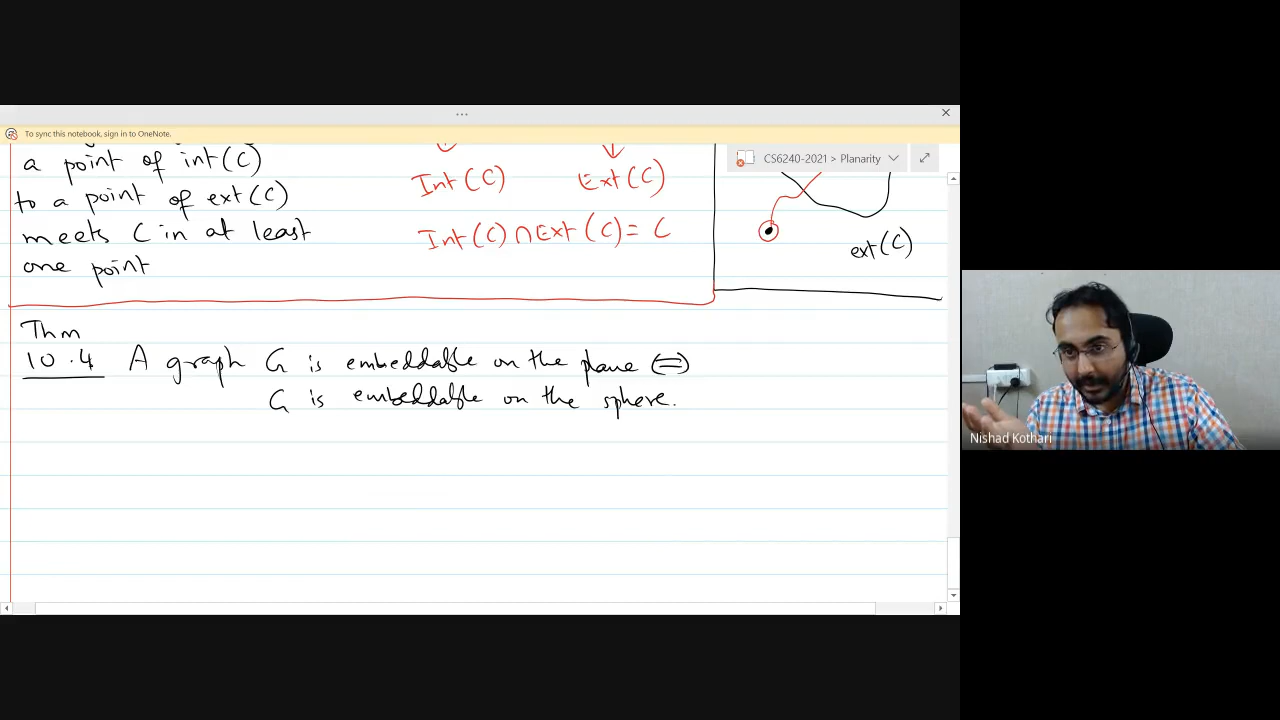 To sync this notebook, sign in to OneNote.
CS6240-2021 > Planarity
a point of int(C)
to a point of ext(C)
meets C in at least
one point
Int(C) Ext(C)
Int(C) ∩ Ext(C) = C
ext(C)
Thm
10.4 A graph G is embeddable on the plane ⇔
G is embeddable on the sphere.
Nishad Kothari